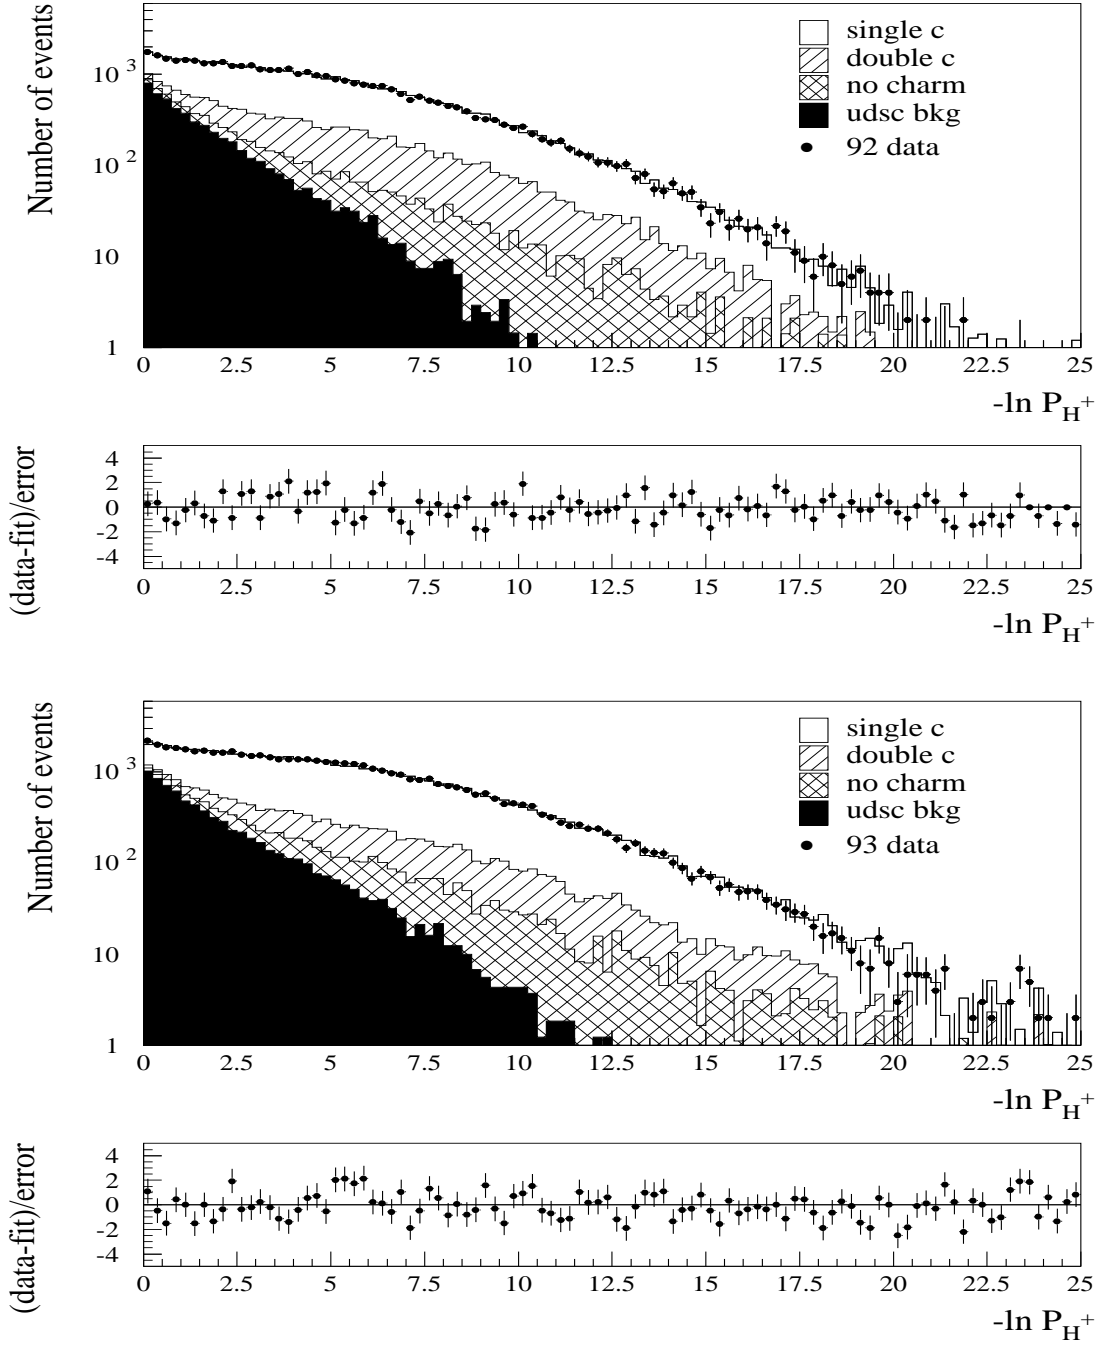 Number of events
10 3
10 2
10
1
single c
double c
no charm
udsc bkg
92 data
0 2.5 5 7.5 10 12.5 15 17.5 20 22.5 25
-ln P H +
(data-fit)/error
4
2
0
-2
-4
0 2.5 5 7.5 10 12.5 15 17.5 20 22.5 25
-ln P H +
Number of events
10 3
10 2
10
1
single c
double c
no charm
udsc bkg
93 data
0 2.5 5 7.5 10 12.5 15 17.5 20 22.5 25
-ln P H +
(data-fit)/error
4
2
0
-2
-4
0 2.5 5 7.5 10 12.5 15 17.5 20 22.5 25
-ln P H +